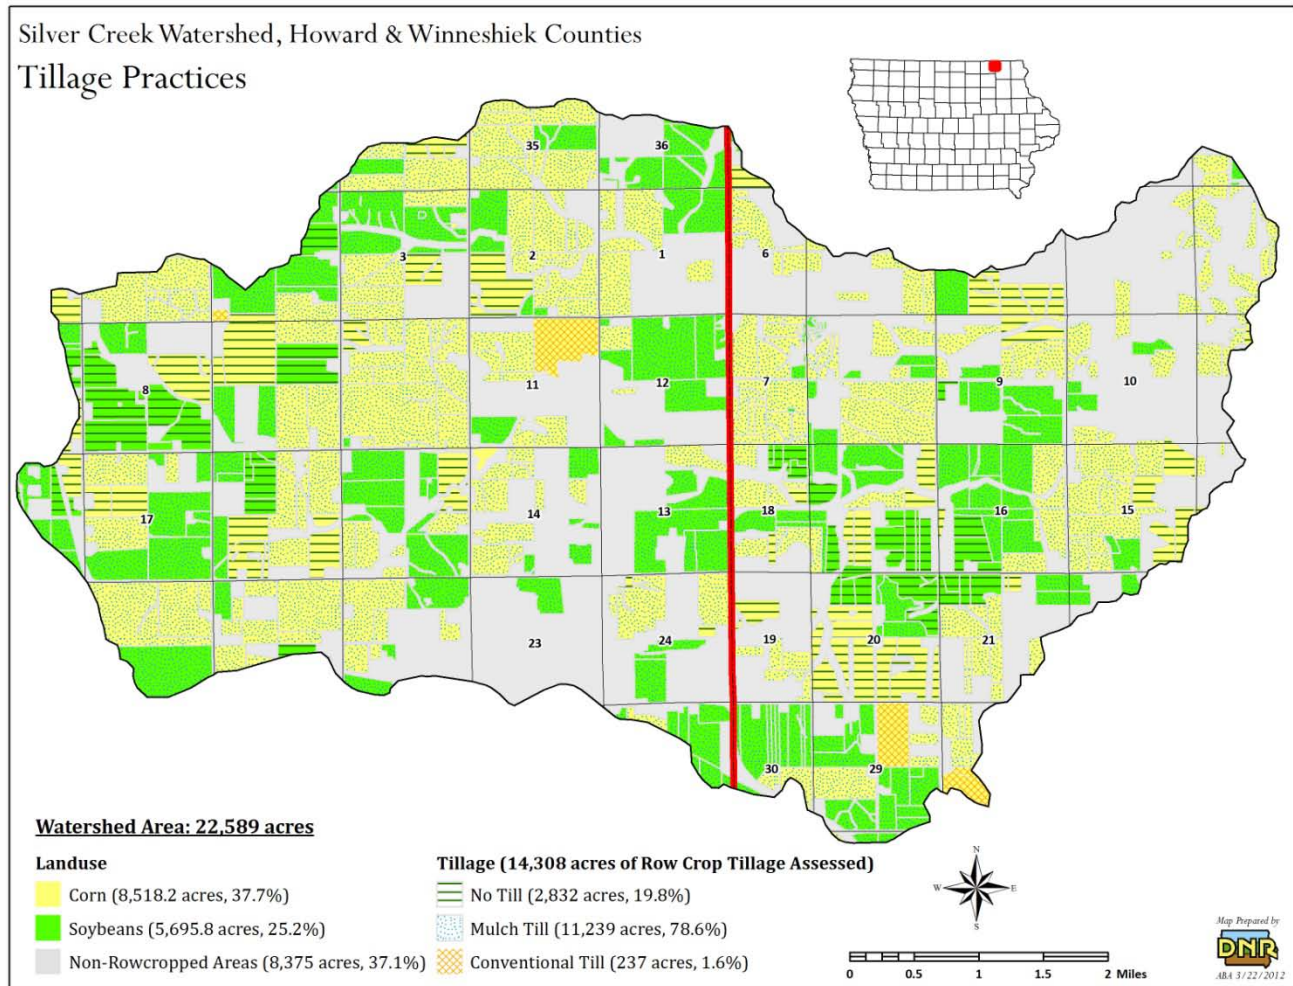 Silver Creek Watershed, Howard & Winneshiek Counties
Tillage Practices
35
36
3
2
1
6
8
11
12
7
9
10
17
14
13
18
16
15
23
24
19
20
21
30
29
Watershed Area: 22,589 acres
Landuse
Corn (8,518.2 acres, 37.7%)
Soybeans (5,695.8 acres, 25.2%)
Non-Rowcropped Areas (8,375 acres, 37.1%)
Tillage (14,308 acres of Row Crop Tillage Assessed)
No Till (2,832 acres, 19.8%)
Mulch Till (11,239 acres, 78.6%)
Conventional Till (237 acres, 1.6%)
N
W E
S
0 0.5 1 1.5 2 Miles
Map Prepared by
DNR
ABA 3/22/2012